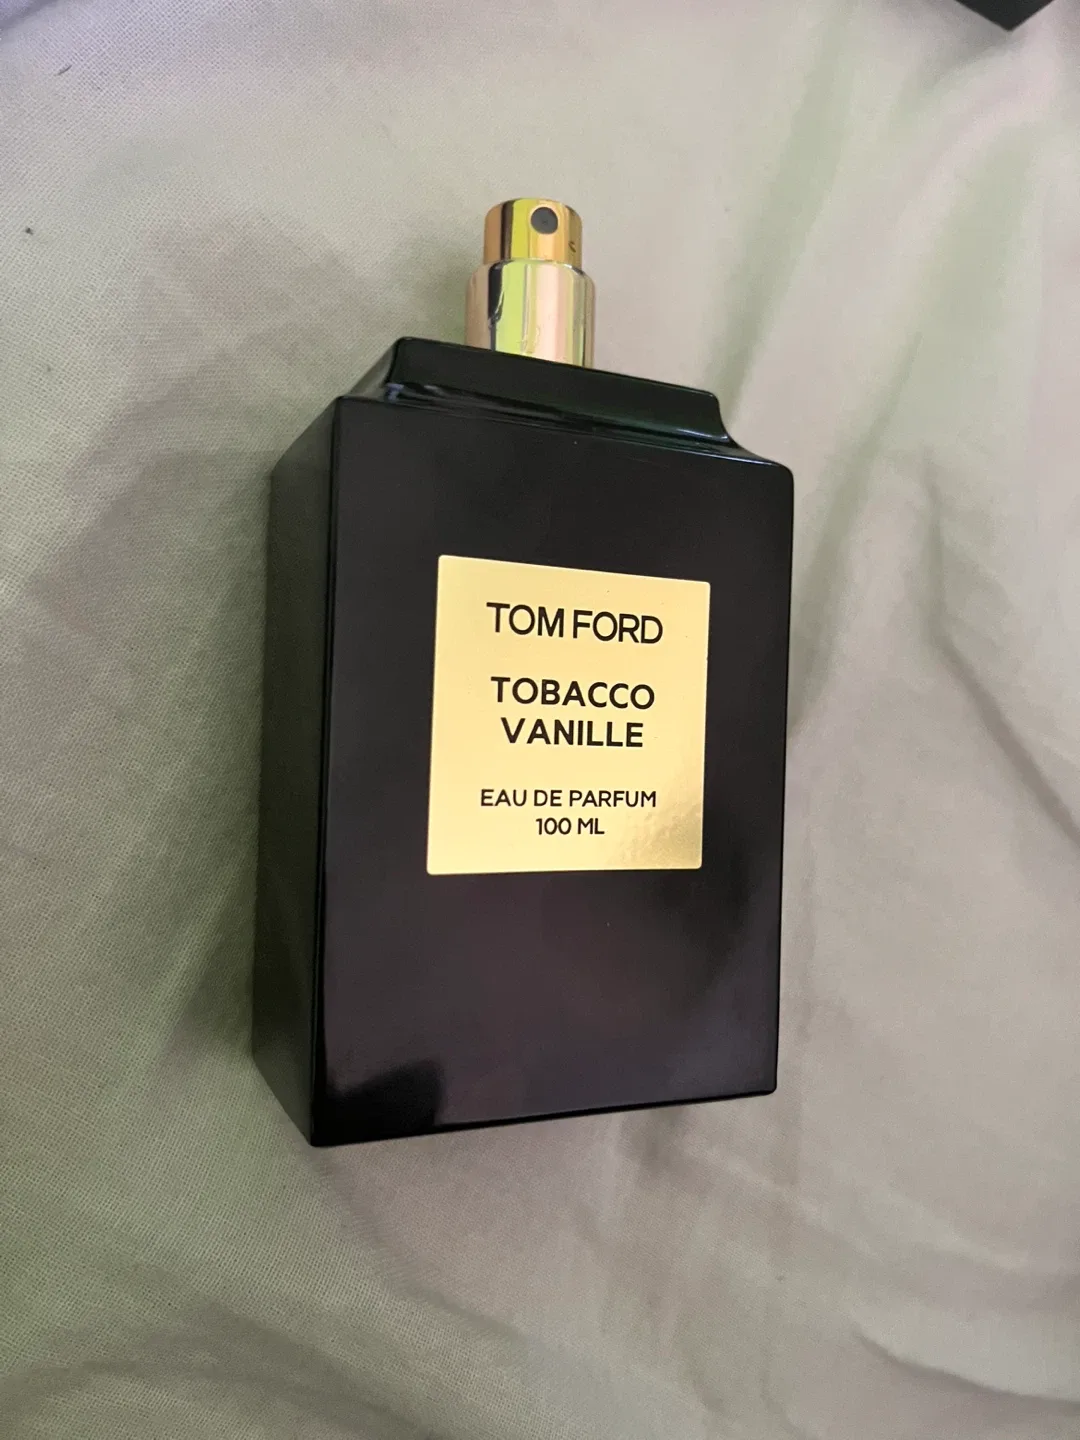 TOM FORD
TOBACCO
VANILLE
EAU DE PARFUM
100 ML